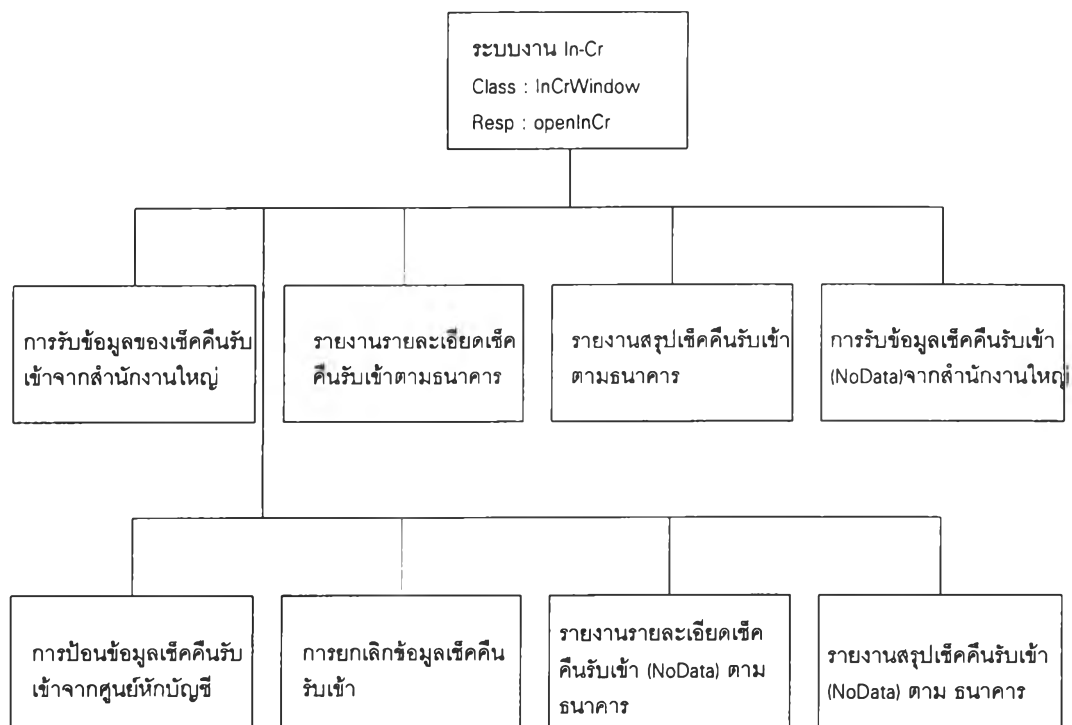 ระบบงาน In-Cr
Class : InCrWindow
Resp : openInCr
การรับข้อมูลของเช็คคืนรับ
เข้าจากสำนักงานใหญ่
รายงานรายละเอียดเช็ค
คืนรับเข้าตามธนาคาร
รายงานสรุปเช็คคืนรับเข้า
ตามธนาคาร
การรับข้อมูลเช็คคืนรับเข้า
(NoData)จากสำนักงานใหญ่
การป้อนข้อมูลเช็คคืนรับ
เข้าจากศูนย์หักบัญชี
การยกเลิกข้อมูลเช็คคืน
รับเข้า
รายงานรายละเอียดเช็ค
คืนรับเข้า (NoData) ตาม
ธนาคาร
รายงานสรุปเช็คคืนรับเข้า
(NoData) ตาม ธนาคาร